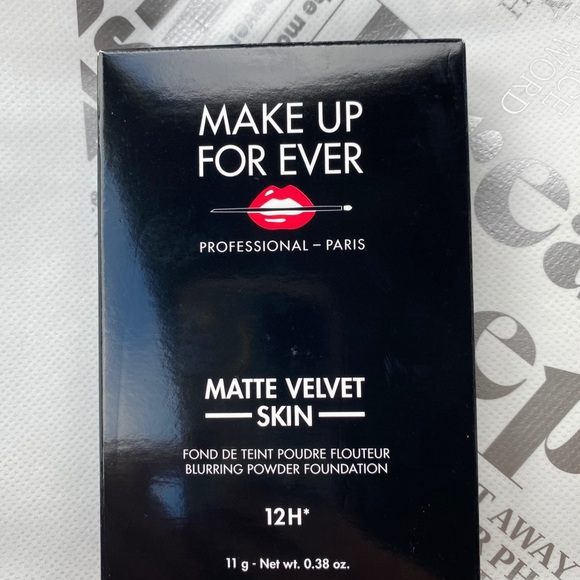 MAKE UP
FOR EVER
PROFESSIONAL – PARIS
MATTE VELVET
SKIN
FOND DE TEINT POUDRE FLOUTEUR
BLURRING POWDER FOUNDATION
12H*
11 g - Net wt. 0.38 oz.
AWAY